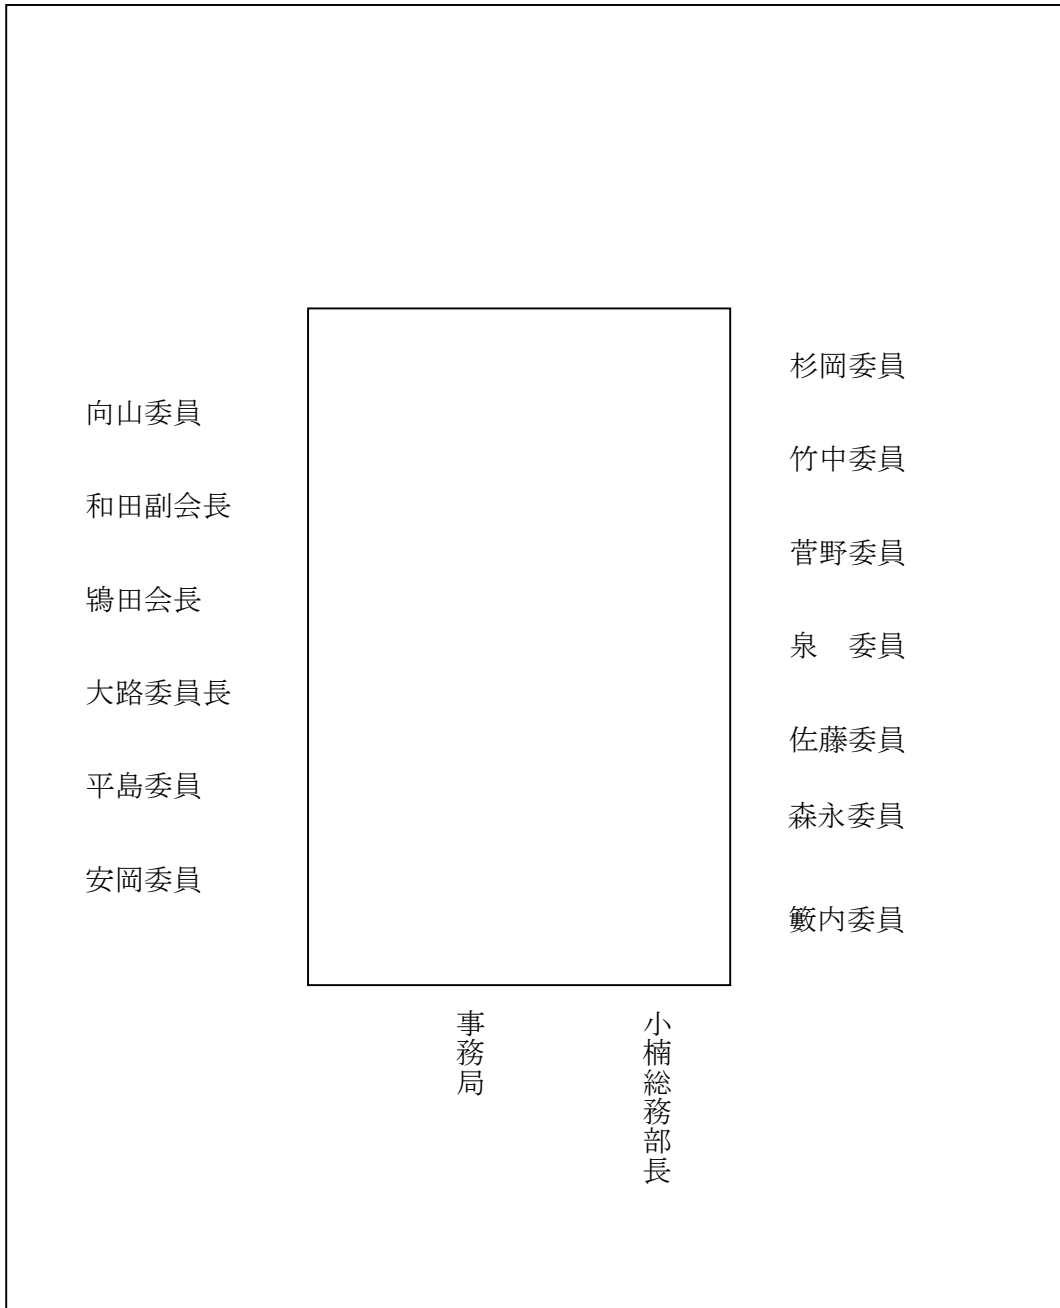 向山委員
和田副会長
鴇田会長
大路委員長
平島委員
安岡委員
杉岡委員
竹中委員
菅野委員
泉　委員
佐藤委員
森永委員
籔内委員
事務局
小楠総務部長